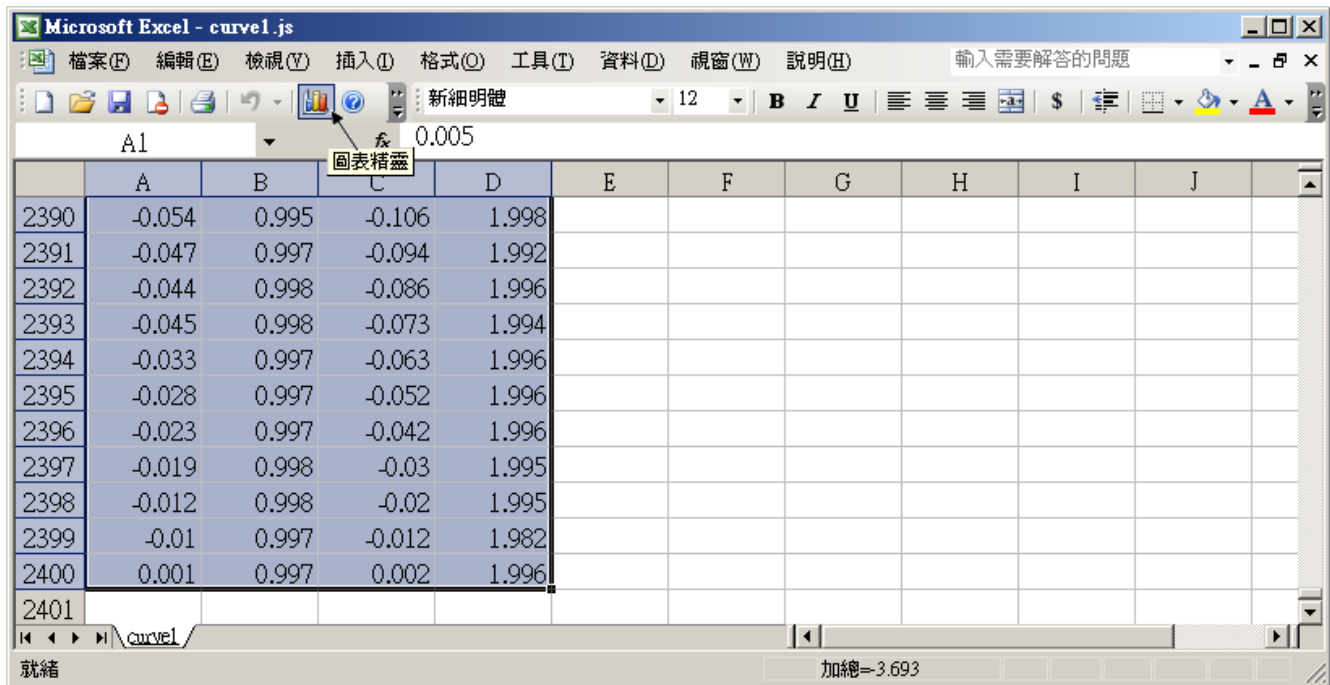 Microsoft Excel - curve1.js
檔案(F) 編輯(E) 檢視(V) 插入(I) 格式(O) 工具(T) 資料(D) 視窗(W) 說明(H) 輸入需要解答的問題
新細明體 12 B I U $ A
A1 fx 0.005
圖表精靈
A B C D E F G H I J
2390 -0.054 0.995 -0.106 1.998
2391 -0.047 0.997 -0.094 1.992
2392 -0.044 0.998 -0.086 1.996
2393 -0.045 0.998 -0.073 1.994
2394 -0.033 0.997 -0.063 1.996
2395 -0.028 0.997 -0.052 1.996
2396 -0.023 0.997 -0.042 1.996
2397 -0.019 0.998 -0.03 1.995
2398 -0.012 0.998 -0.02 1.995
2399 -0.01 0.997 -0.012 1.982
2400 0.001 0.997 0.002 1.996
2401
curve1
就緒 加總=-3.693